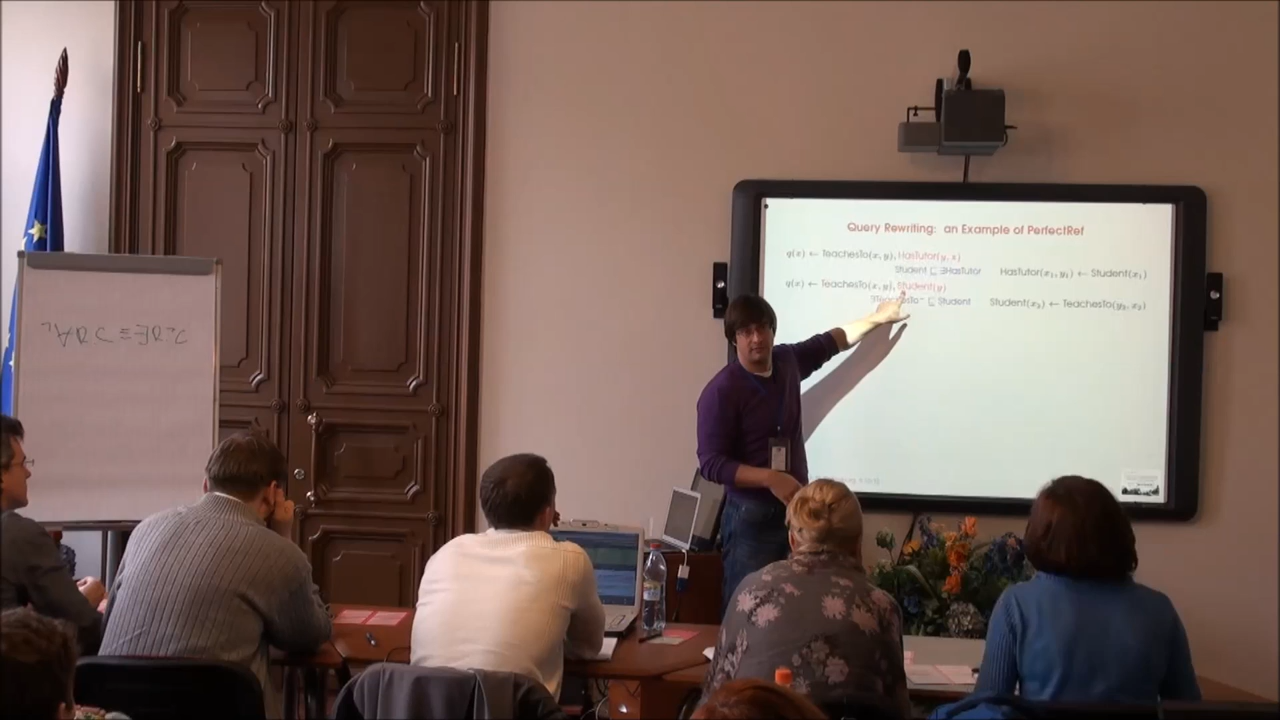 Query Rewriting: an Example of PerfectRef
q(x) ← TeachesTo(x, y), HasTutor(y, z)
Student ⊑ ∃HasTutor HasTutor(x₁, y₁) ← Student(x₁)
q(x) ← TeachesTo(x, y), Student(y)
∃TeachesTo⁻ ⊑ Student Student(x₂) ← TeachesTo(y₂, x₂)